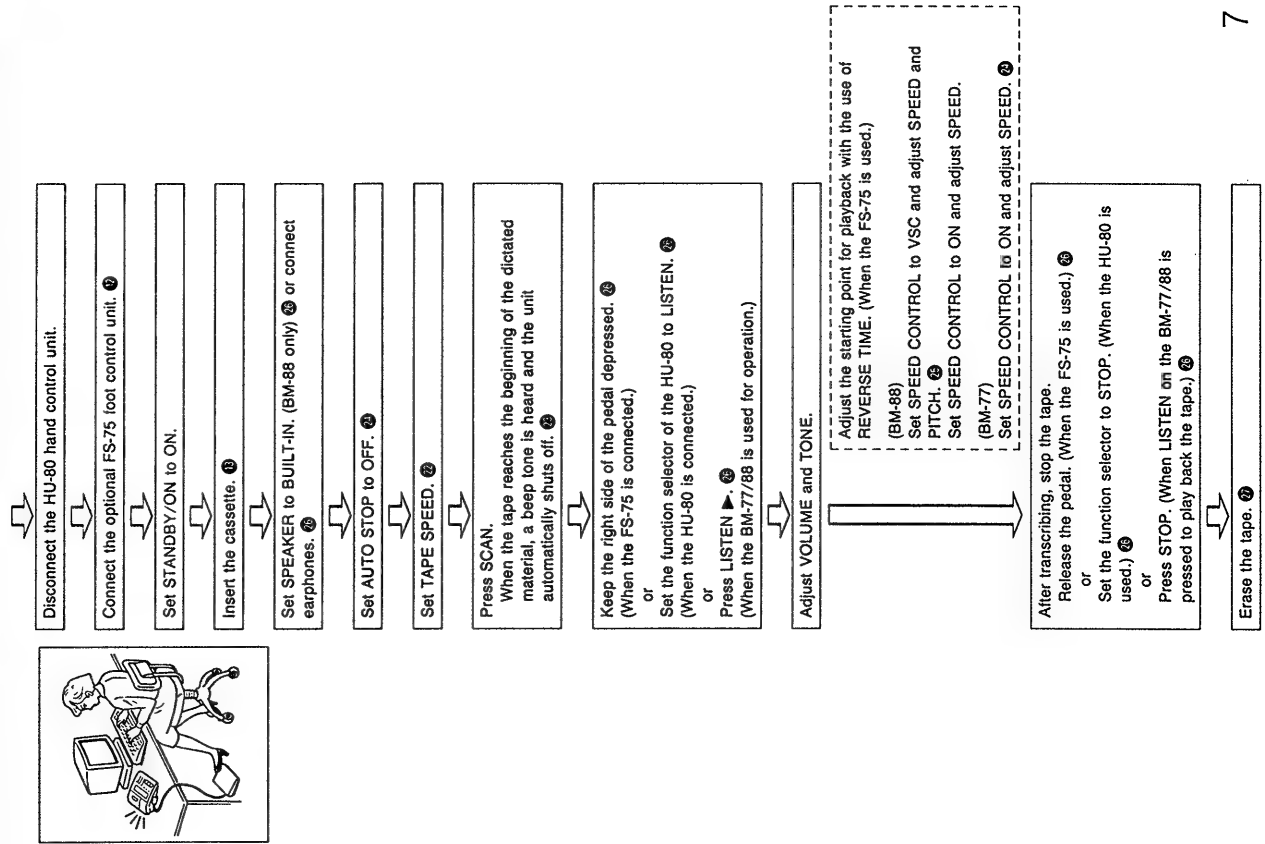 Disconnect the HU-80 hand control unit.
Connect the optional FS-75 foot control unit. ⓱
Set STANDBY/ON to ON.
Insert the cassette. ⓭
Set SPEAKER to BUILT-IN. (BM-88 only) ㉖ or connect
earphones. ㉖
Set AUTO STOP to OFF. ㉔
Set TAPE SPEED. ㉒
Press SCAN.
When the tape reaches the beginning of the dictated
material, a beep tone is heard and the unit
automatically shuts off. ㉓
Keep the right side of the pedal depressed. ㉖
(When the FS-75 is connected.)
or
Set the function selector of the HU-80 to LISTEN. ㉖
(When the HU-80 is connected.)
or
Press LISTEN ▶. ㉖
(When the BM-77/88 is used for operation.)
Adjust VOLUME and TONE.
Adjust the starting point for playback with the use of
REVERSE TIME. (When the FS-75 is used.)
(BM-88)
Set SPEED CONTROL to VSC and adjust SPEED and
PITCH. ㉕
Set SPEED CONTROL to ON and adjust SPEED.
(BM-77)
Set SPEED CONTROL to ON and adjust SPEED. ㉔
After transcribing, stop the tape.
Release the pedal. (When the FS-75 is used.) ㉖
or
Set the function selector to STOP. (When the HU-80 is
used.) ㉖
or
Press STOP. (When LISTEN on the BM-77/88 is
pressed to play back the tape.) ㉖
Erase the tape. ㉗
7